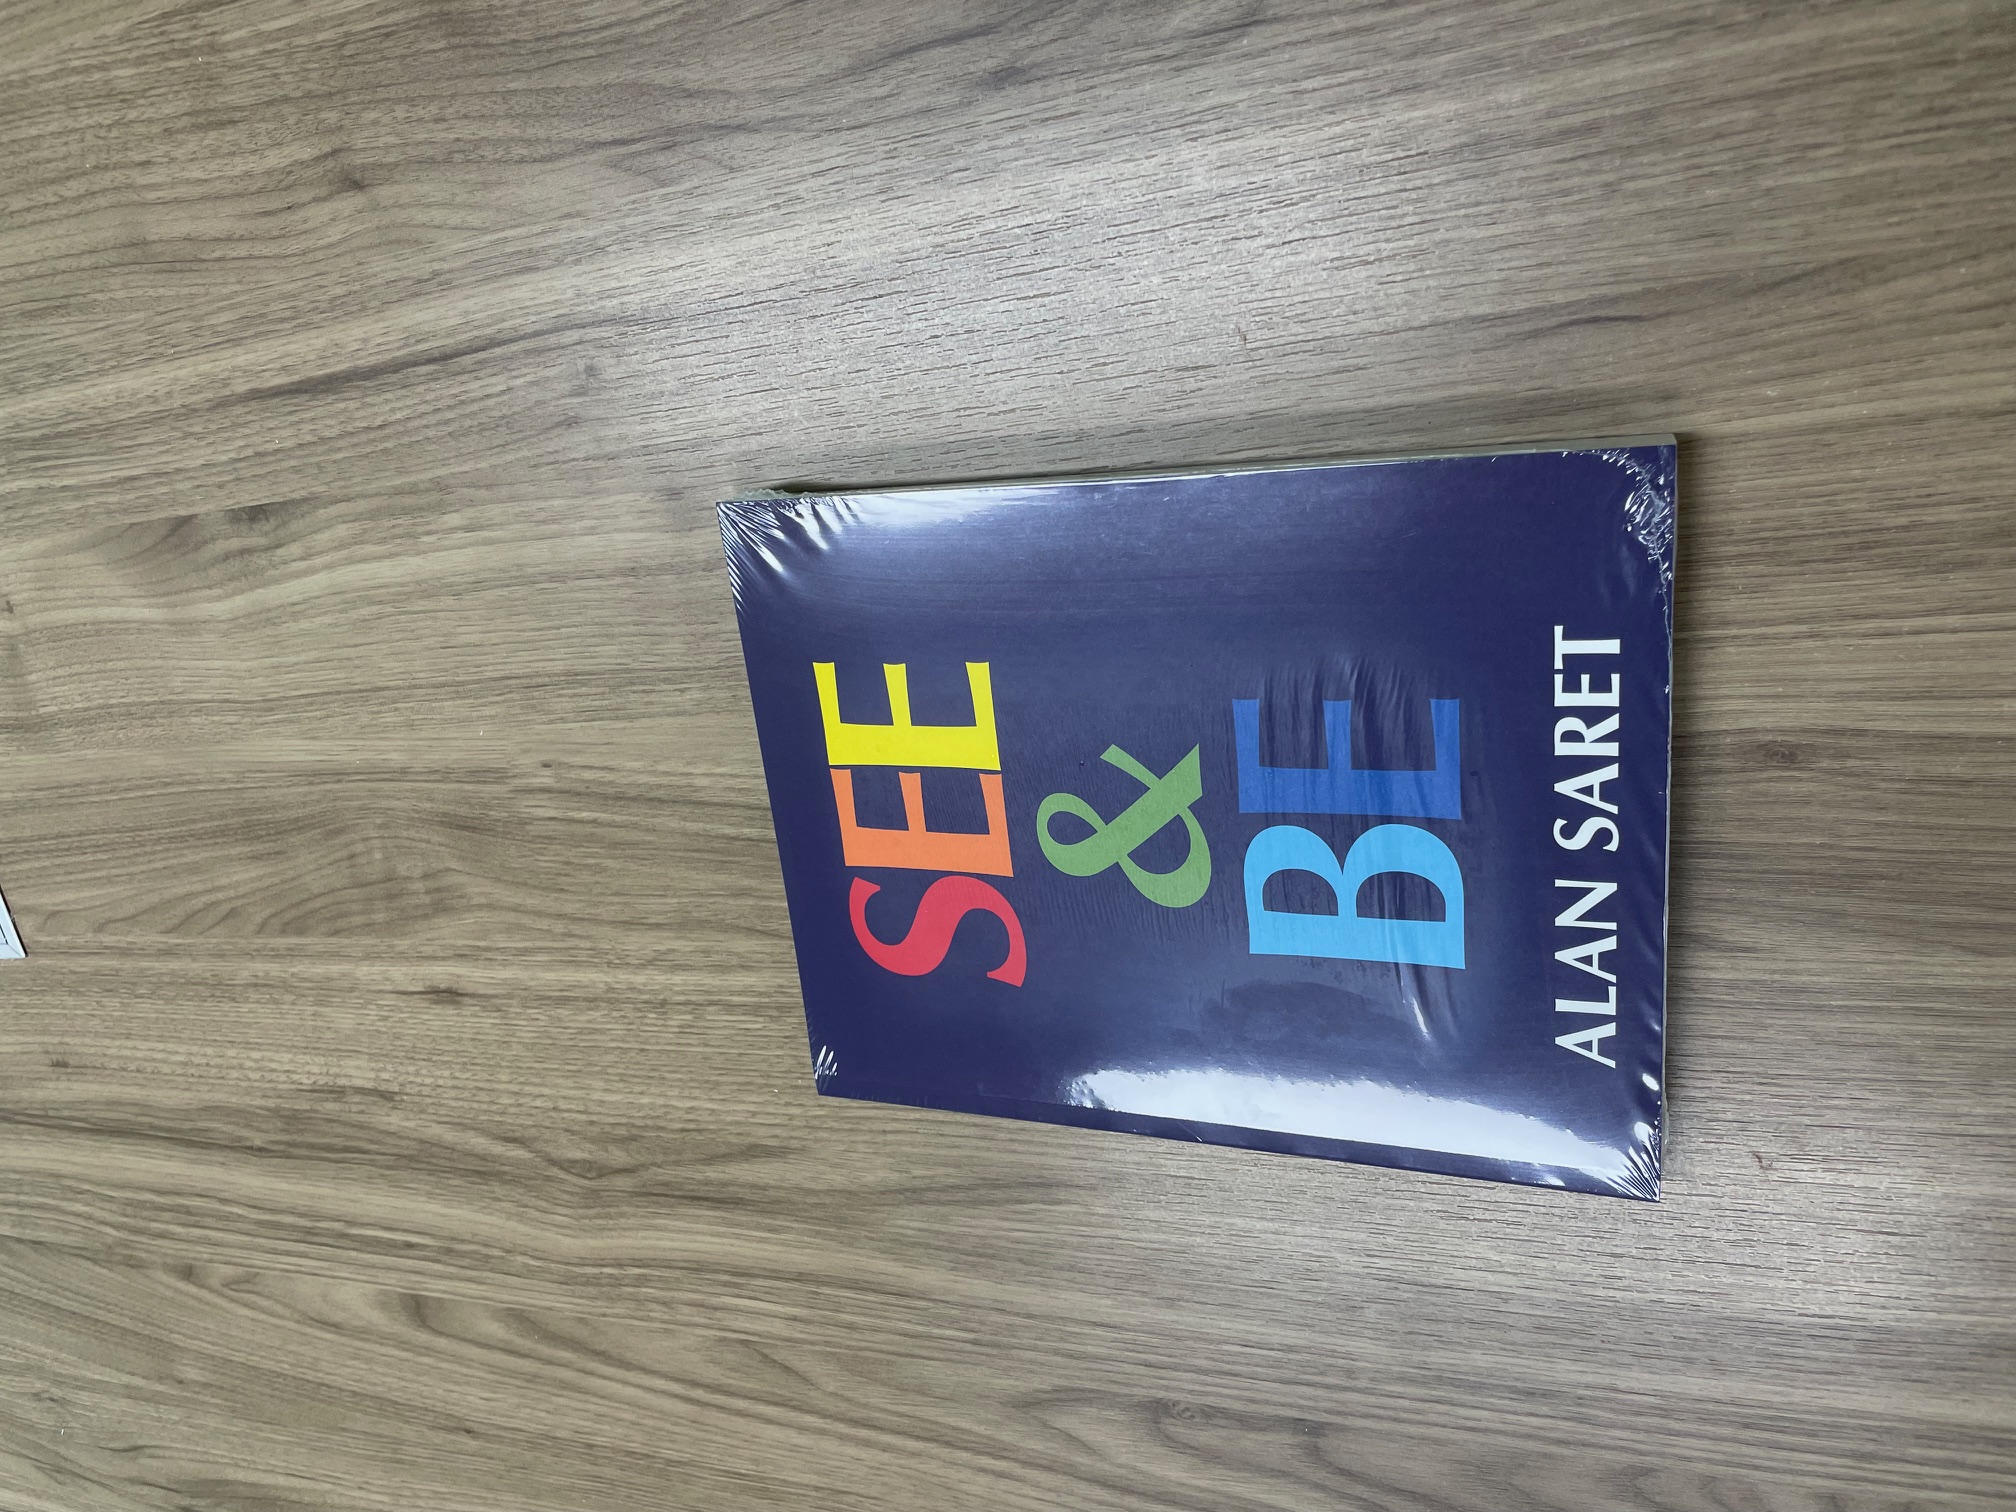 SEE
&
BE
ALAN SARET